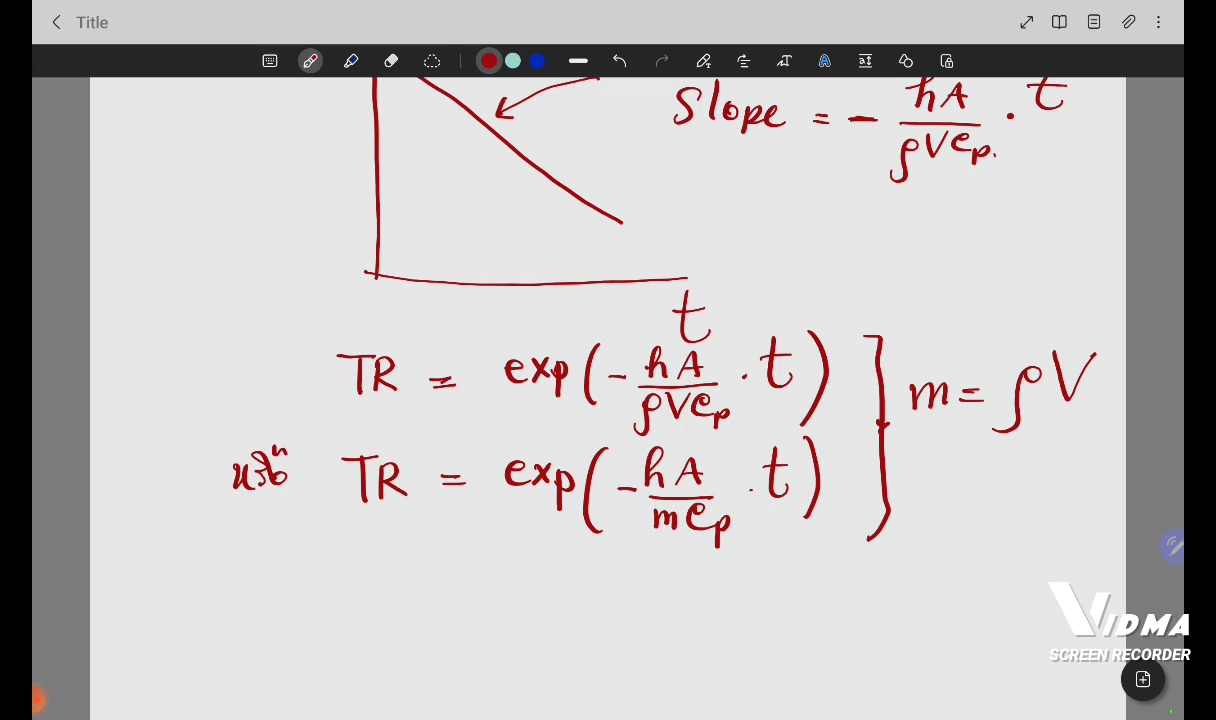 Title
Slope = - hA/ρVCp · t
t
TR = exp(- hA/ρVCp · t)
m = ρV
หรือ TR = exp(- hA/mCp · t)
VIDMA
SCREEN RECORDER